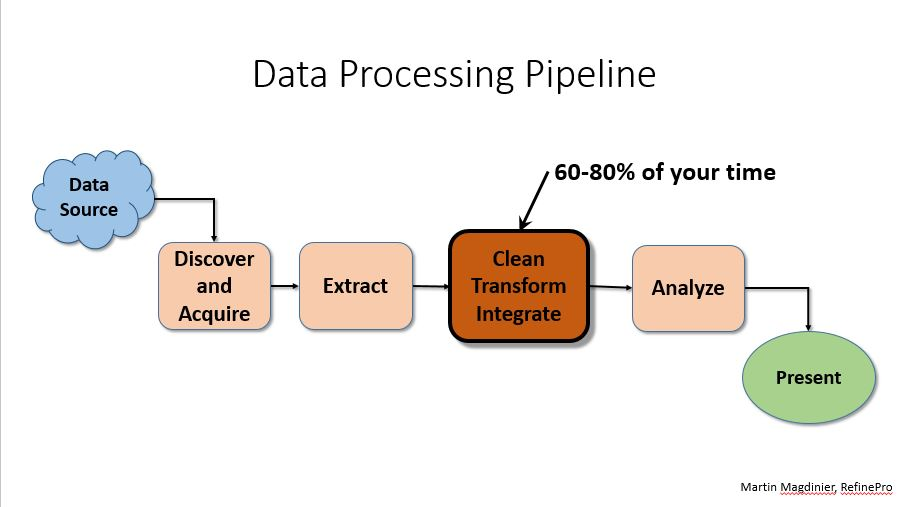 Data Processing Pipeline
Data
Source
60-80% of your time
Discover
and
Acquire
Extract
Clean
Transform
Integrate
Analyze
Present
Martin Magdinier, RefinePro